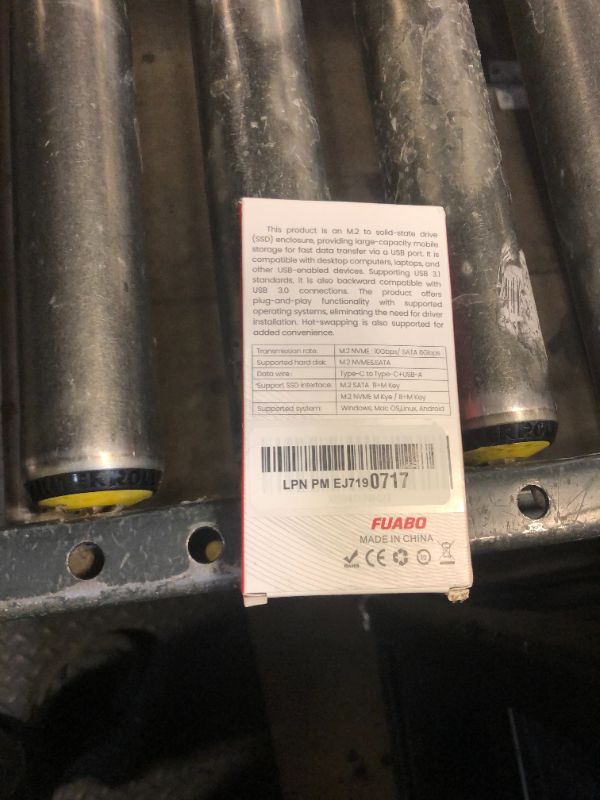 This product is an M.2 to solid-state drive
(SSD) enclosure, providing large-capacity mobile
storage for fast data transfer via a USB port. It is
compatible with desktop computers, laptops, and
other USB-enabled devices. Supporting USB 3.1
standards, it is also backward compatible with
USB 3.0 connections. The product offers
plug-and-play functionality with supported
operating systems, eliminating the need for driver
installation. Hot-swapping is also supported for
added convenience.
Transmission rate: M.2 NVME : 10Gbps/ SATA 6Gbps
Supported hard disk: M.2 NVME&SATA
Data wire: Type-C to Type-C+USB-A
Support SSD interface: M.2 SATA B+M Key
M.2 NVME M Kye / B+M Key
Supported system: Windows, Mac OS,Linux, Android
LPN PM EJ7190717
FUABO
MADE IN CHINA
RoHS CE 10